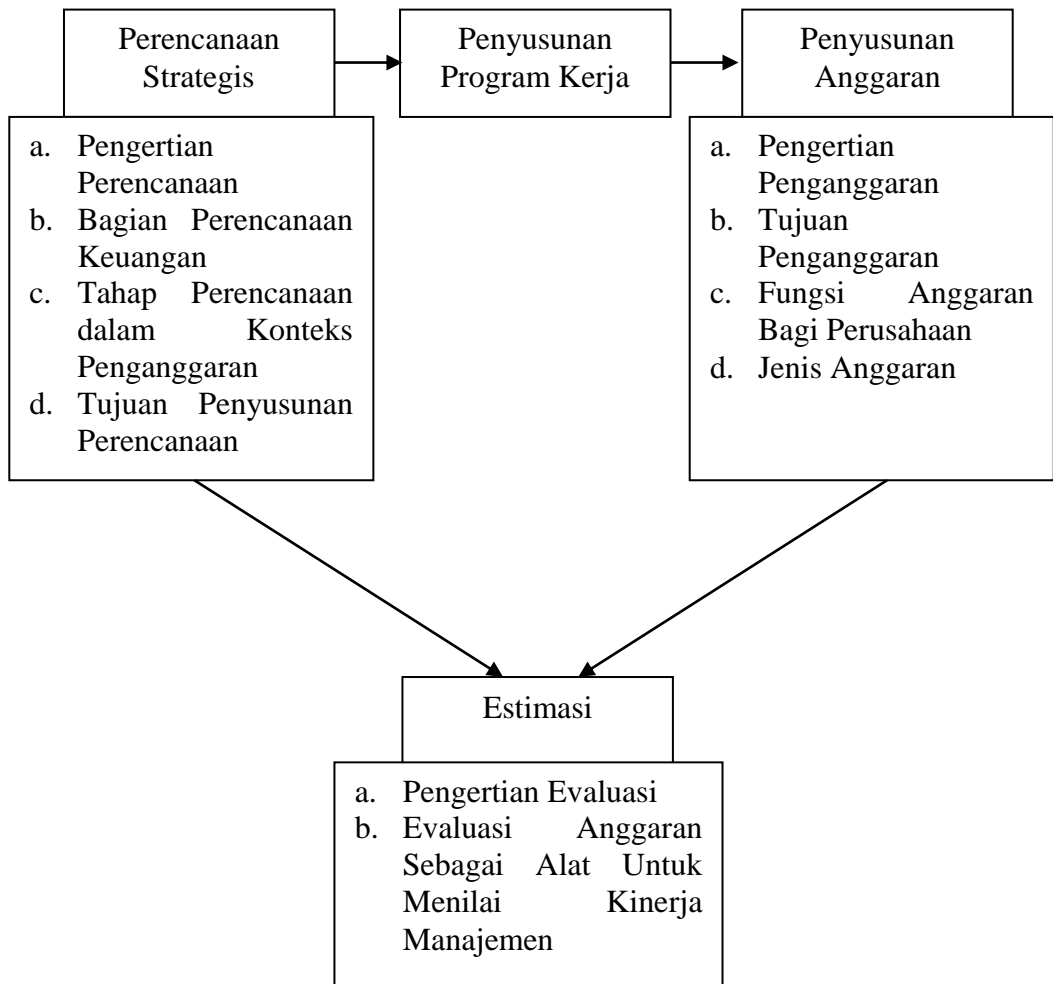 Perencanaan
Strategis
Penyusunan
Program Kerja
Penyusunan
Anggaran
a. Pengertian
Perencanaan
b. Bagian Perencanaan
Keuangan
c. Tahap Perencanaan
dalam Konteks
Penganggaran
d. Tujuan Penyusunan
Perencanaan
a. Pengertian
Penganggaran
b. Tujuan
Penganggaran
c. Fungsi Anggaran
Bagi Perusahaan
d. Jenis Anggaran
Estimasi
a. Pengertian Evaluasi
b. Evaluasi Anggaran
Sebagai Alat Untuk
Menilai Kinerja
Manajemen